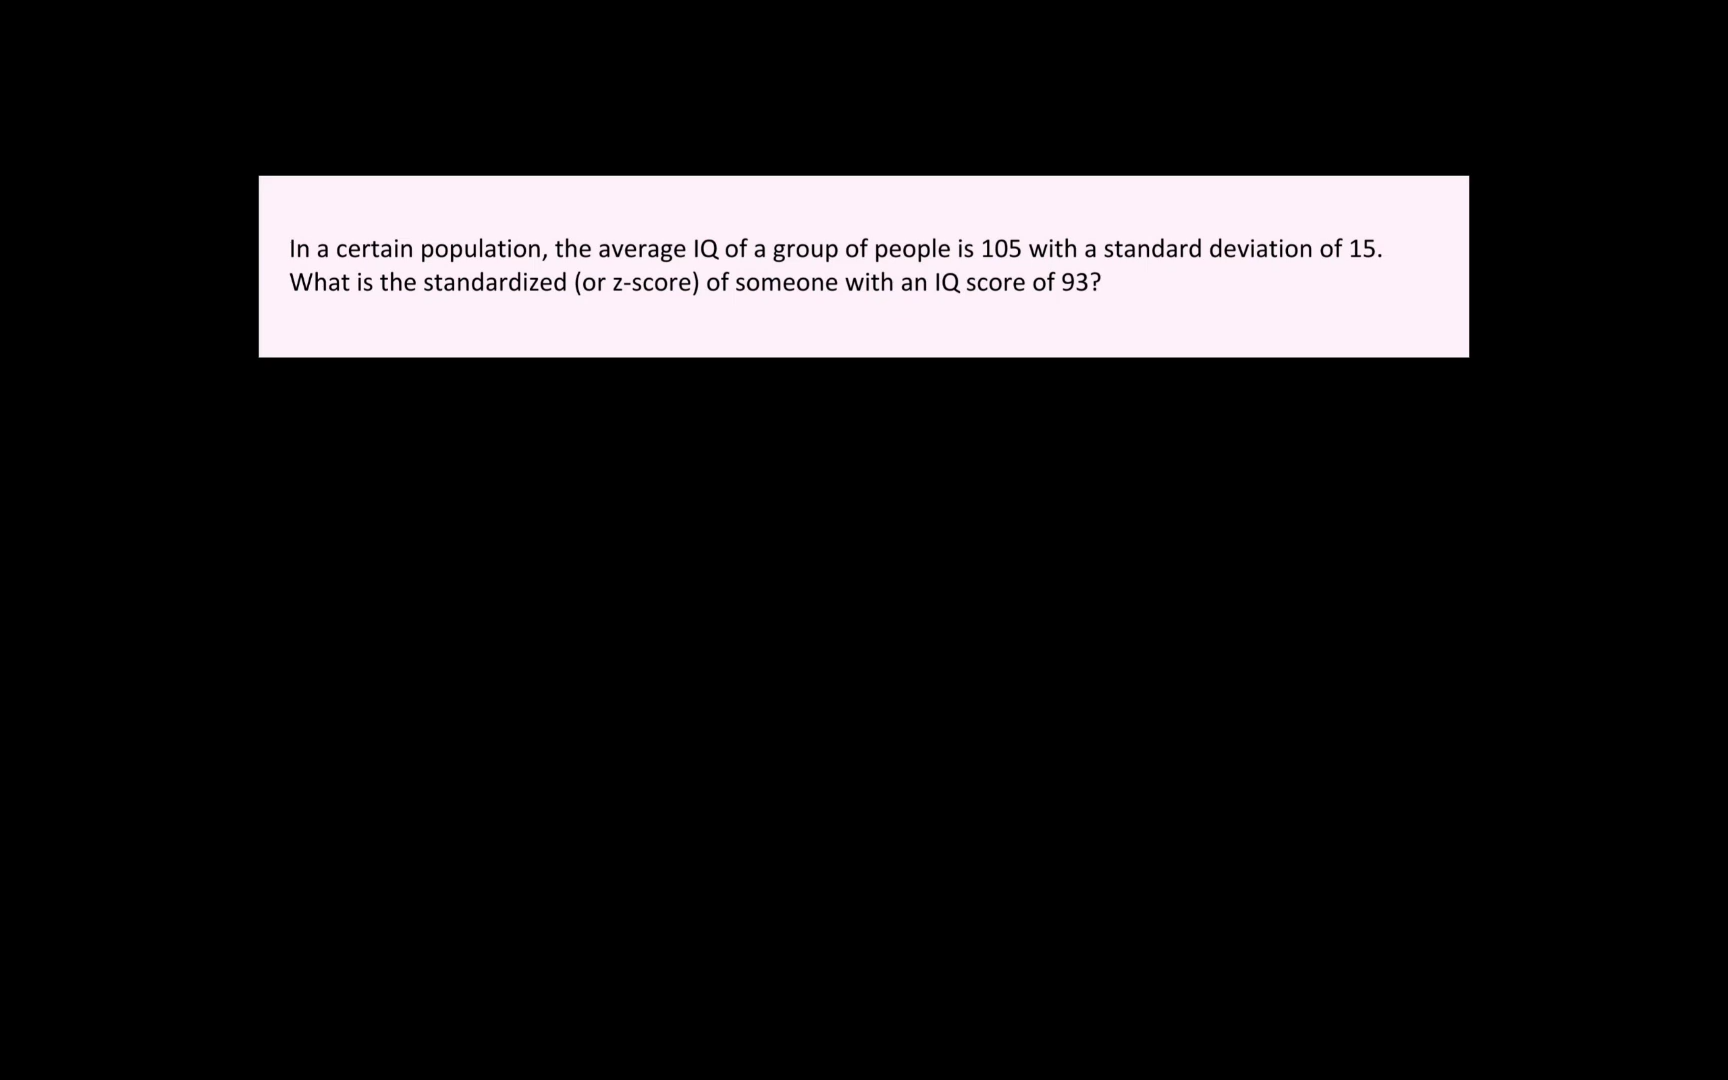 In a certain population, the average IQ of a group of people is 105 with a standard deviation of 15.
What is the standardized (or z-score) of someone with an IQ score of 93?